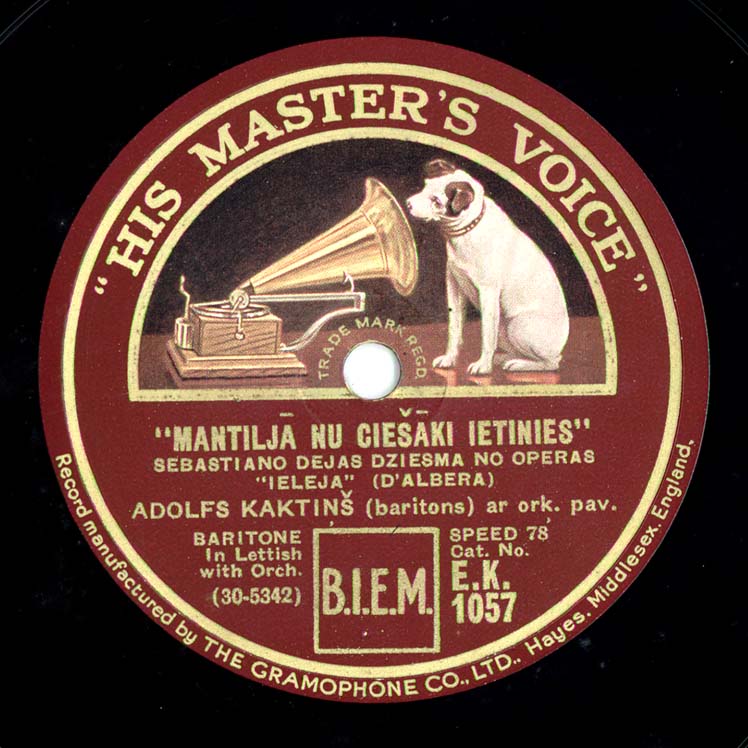 "HIS MASTER'S VOICE"
TRADE MARK REGD.
"MANTILJĀ NU CIEŠĀKI IETINIES"
SEBASTIANO DEJAS DZIESMA NO OPERAS
"IELEJA" (D'ALBERA)
ADOLFS KAKTIŅŠ (baritons) ar ork. pav.
BARITONE
In Lettish
with Orch.
(30-5342)
B.I.E.M.
SPEED 78
Cat. No.
E.K.
1057
Record manufactured by THE GRAMOPHONE CO., LTD., Hayes, Middlesex, England,